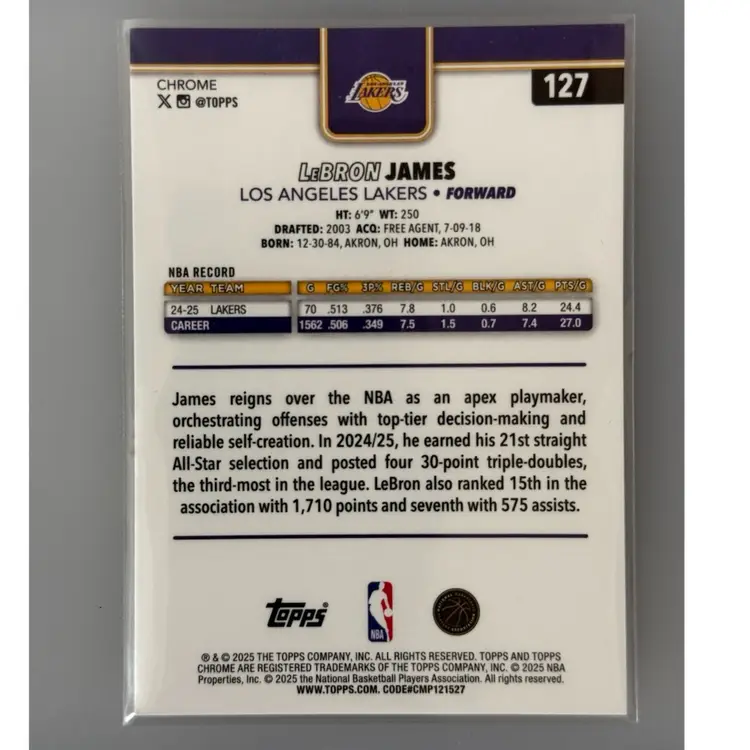 LOS ANGELES
LAKERS
CHROME
127
@TOPPS
LEBRON JAMES
LOS ANGELES LAKERS • FORWARD
HT: 6'9" WT: 250
DRAFTED: 2003 ACQ: FREE AGENT, 7-09-18
BORN: 12-30-84, AKRON, OH HOME: AKRON, OH
NBA RECORD
YEAR TEAM G FG% 3P% REB/G STL/G BLK/G AST/G PTS/G
24-25 LAKERS 70 .513 .376 7.8 1.0 0.6 8.2 24.4
CAREER 1562 .506 .349 7.5 1.5 0.7 7.4 27.0
James reigns over the NBA as an apex playmaker,
orchestrating offenses with top-tier decision-making and
reliable self-creation. In 2024/25, he earned his 21st straight
All-Star selection and posted four 30-point triple-doubles,
the third-most in the league. LeBron also ranked 15th in the
association with 1,710 points and seventh with 575 assists.
topps®
NBA
® & © 2025 THE TOPPS COMPANY, INC. ALL RIGHTS RESERVED. TOPPS AND TOPPS
CHROME ARE REGISTERED TRADEMARKS OF THE TOPPS COMPANY, INC. © 2025 NBA
Properties, Inc. © 2025 the National Basketball Players Association. All rights reserved.
WWW.TOPPS.COM. CODE#CMP121527